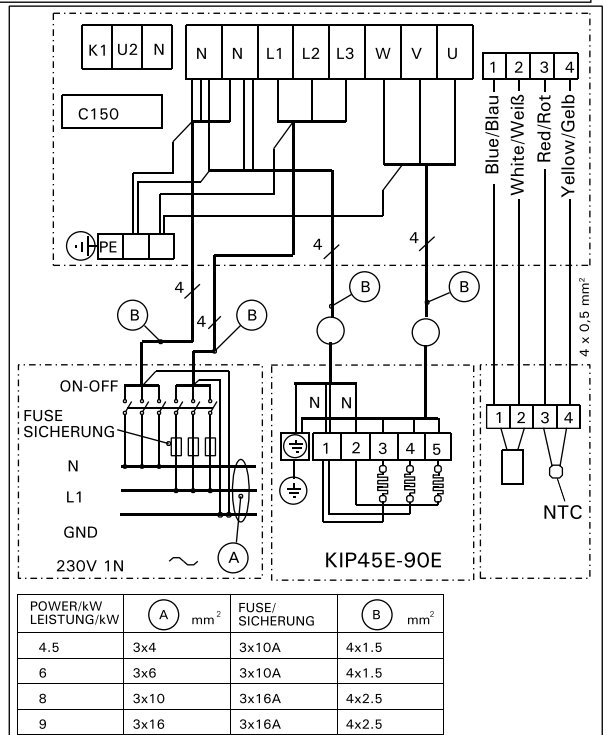 K1 U2 N
N N L1 L2 L3 W V U
1 2 3 4
C150
Blue/Blau
White/Weiß
Red/Rot
Yellow/Gelb
PE
4
4
B
B
4
4
B
B
4 x 0,5 mm²
ON-OFF
FUSE
SICHERUNG
N
L1
GND
230V 1N
A
N N
1 2 3 4 5
KIP45E-90E
1 2 3 4
NTC
POWER/kW
LEISTUNG/kW
A mm²
FUSE/
SICHERUNG
B mm²
4.5 3x4 3x10A 4x1.5
6 3x6 3x10A 4x1.5
8 3x10 3x16A 4x2.5
9 3x16 3x16A 4x2.5